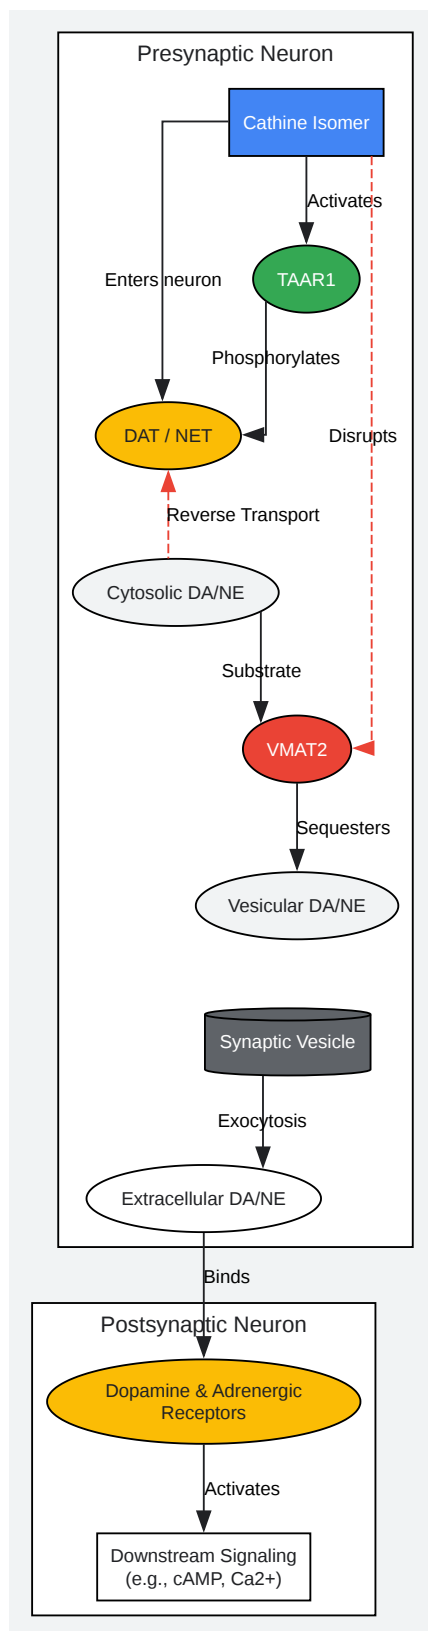 Presynaptic Neuron
Cathine Isomer
Activates
Enters neuron
TAAR1
Phosphorylates
DAT / NET
Disrupts
Reverse Transport
Cytosolic DA/NE
Substrate
VMAT2
Sequesters
Vesicular DA/NE
Synaptic Vesicle
Exocytosis
Extracellular DA/NE
Binds
Postsynaptic Neuron
Dopamine & Adrenergic
Receptors
Activates
Downstream Signaling
(e.g., cAMP, Ca2+)